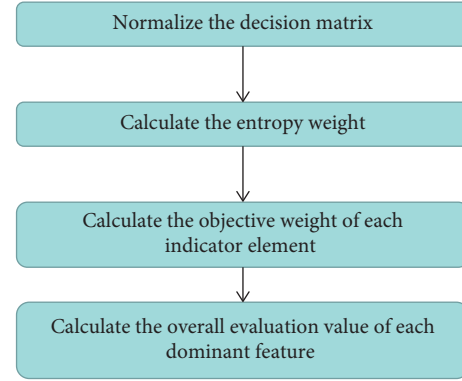 Normalize the decision matrix
Calculate the entropy weight
Calculate the objective weight of each
indicator element
Calculate the overall evaluation value of each
dominant feature